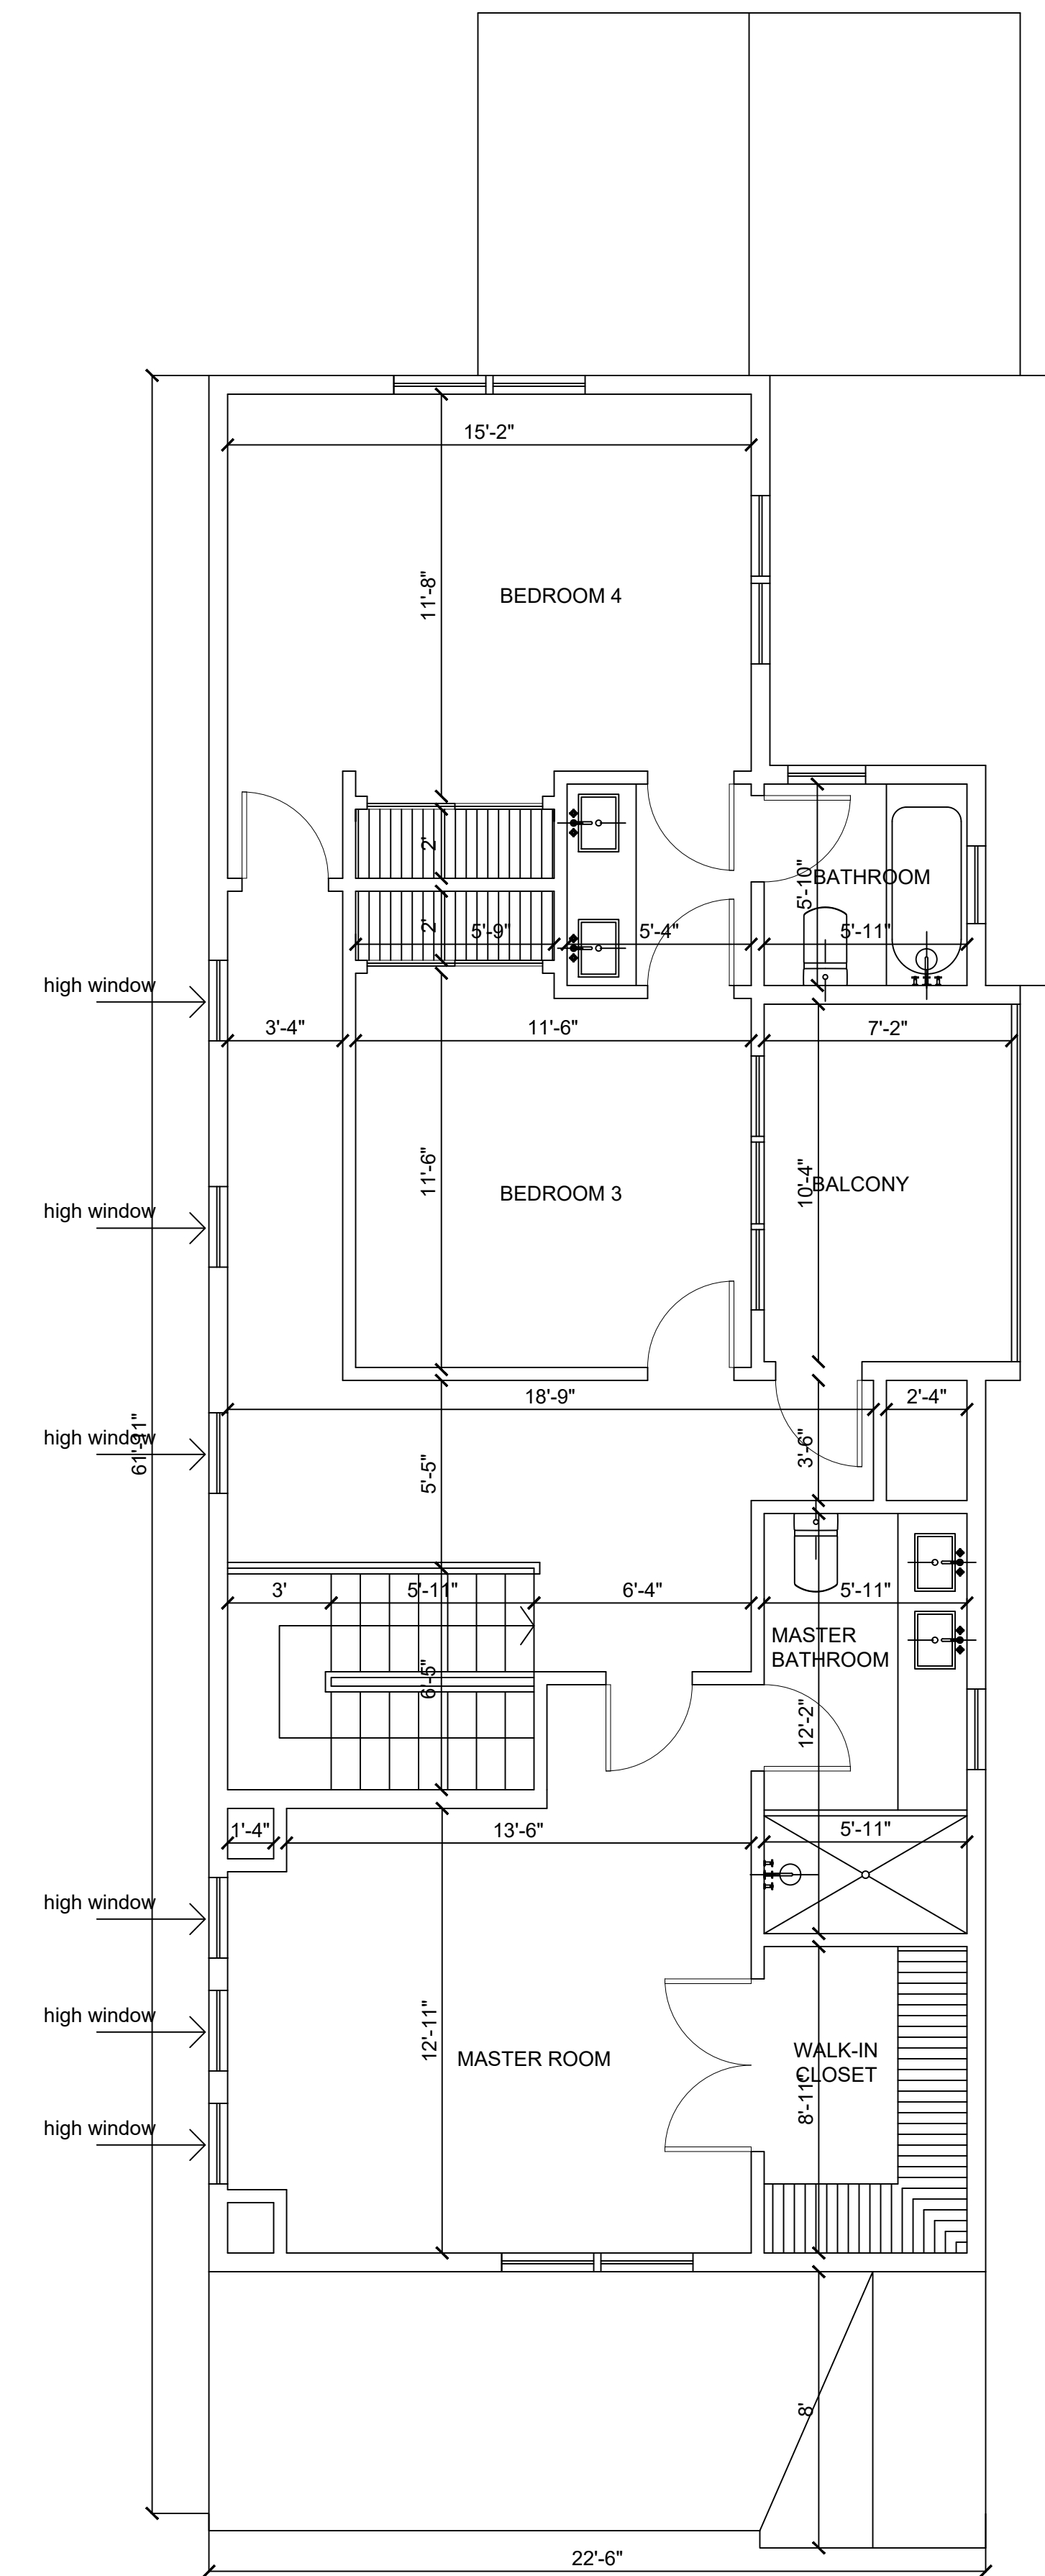 15'-2"
11'-8"
BEDROOM 4
2'
5'-10"
BATHROOM
2'
5'-9"
5'-4"
5'-11"
high window
3'-4"
11'-6"
7'-2"
11'-6"
BEDROOM 3
10'-4"
BALCONY
high window
18'-9"
2'-4"
high window
61'-11"
5'-5"
3'-6"
3'
5'-11"
6'-4"
5'-11"
MASTER
BATHROOM
6'-5"
12'-2"
1'-4"
13'-6"
5'-11"
high window
high window
12'-11"
MASTER ROOM
WALK-IN
CLOSET
8'-11"
high window
8'
22'-6"